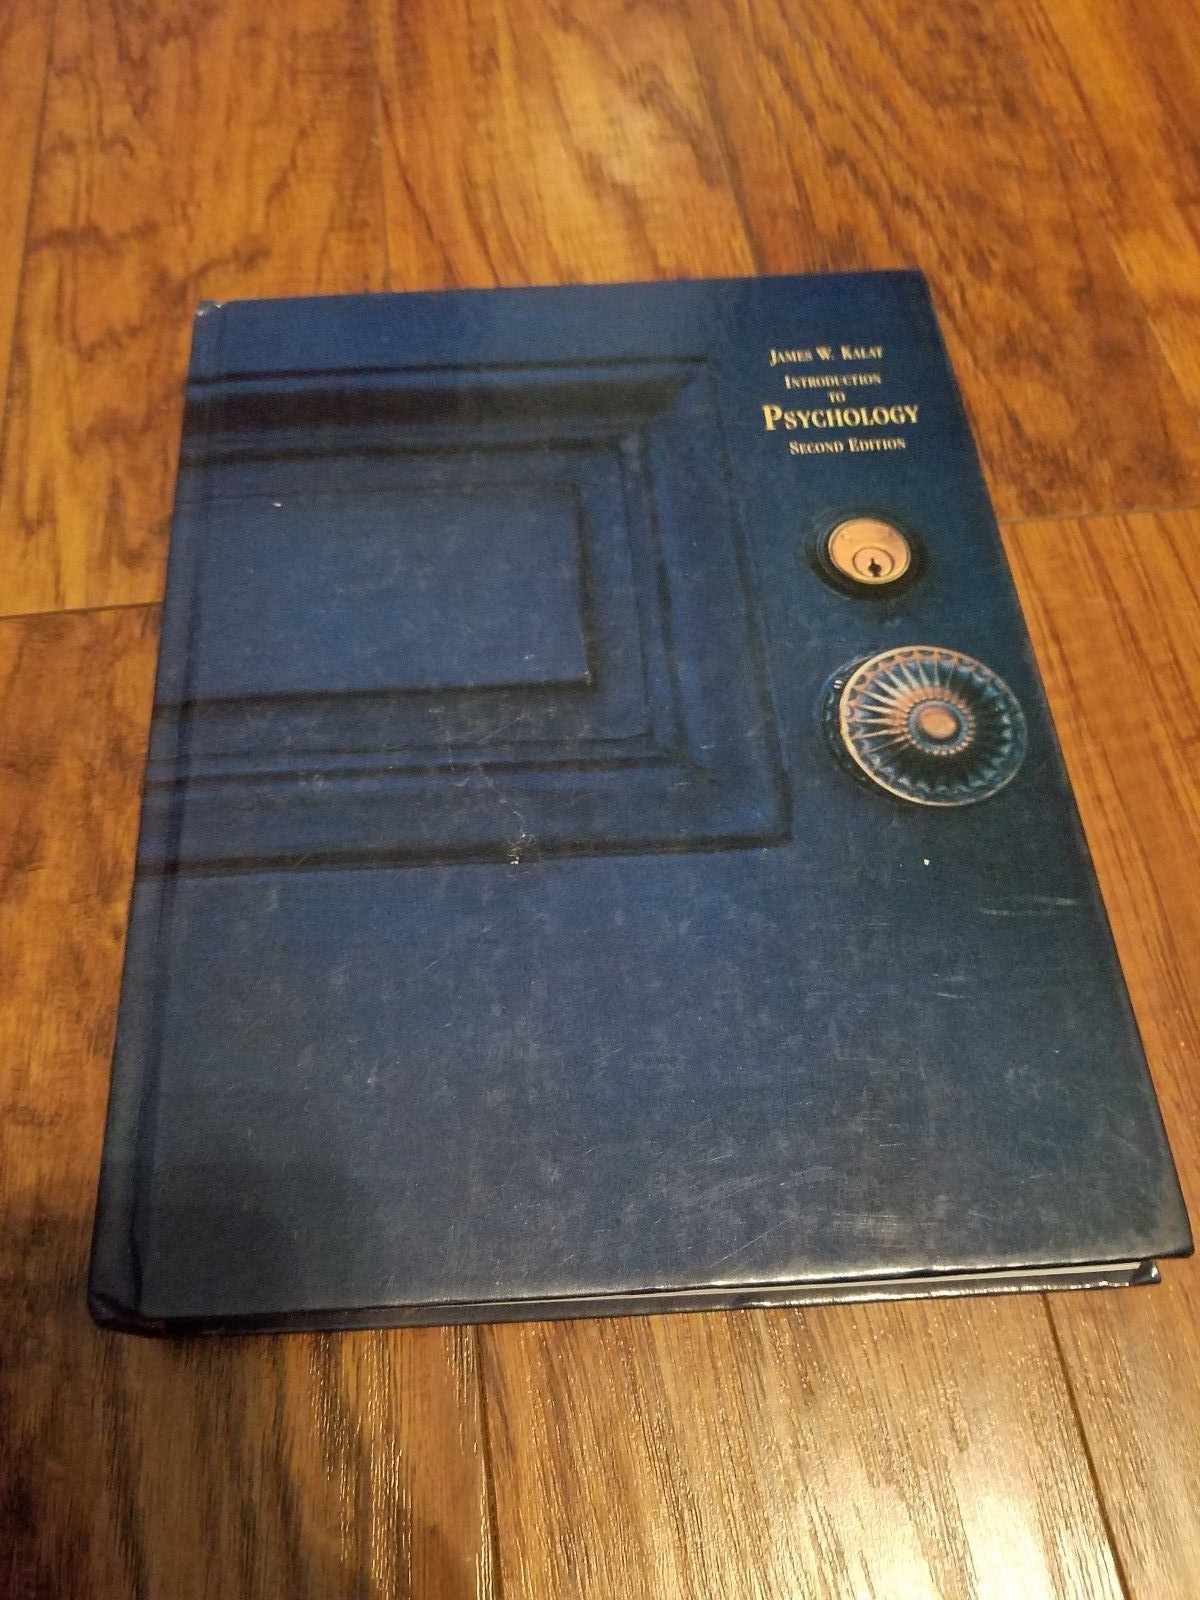 James W. Kalat
Introduction
to
Psychology
Second Edition